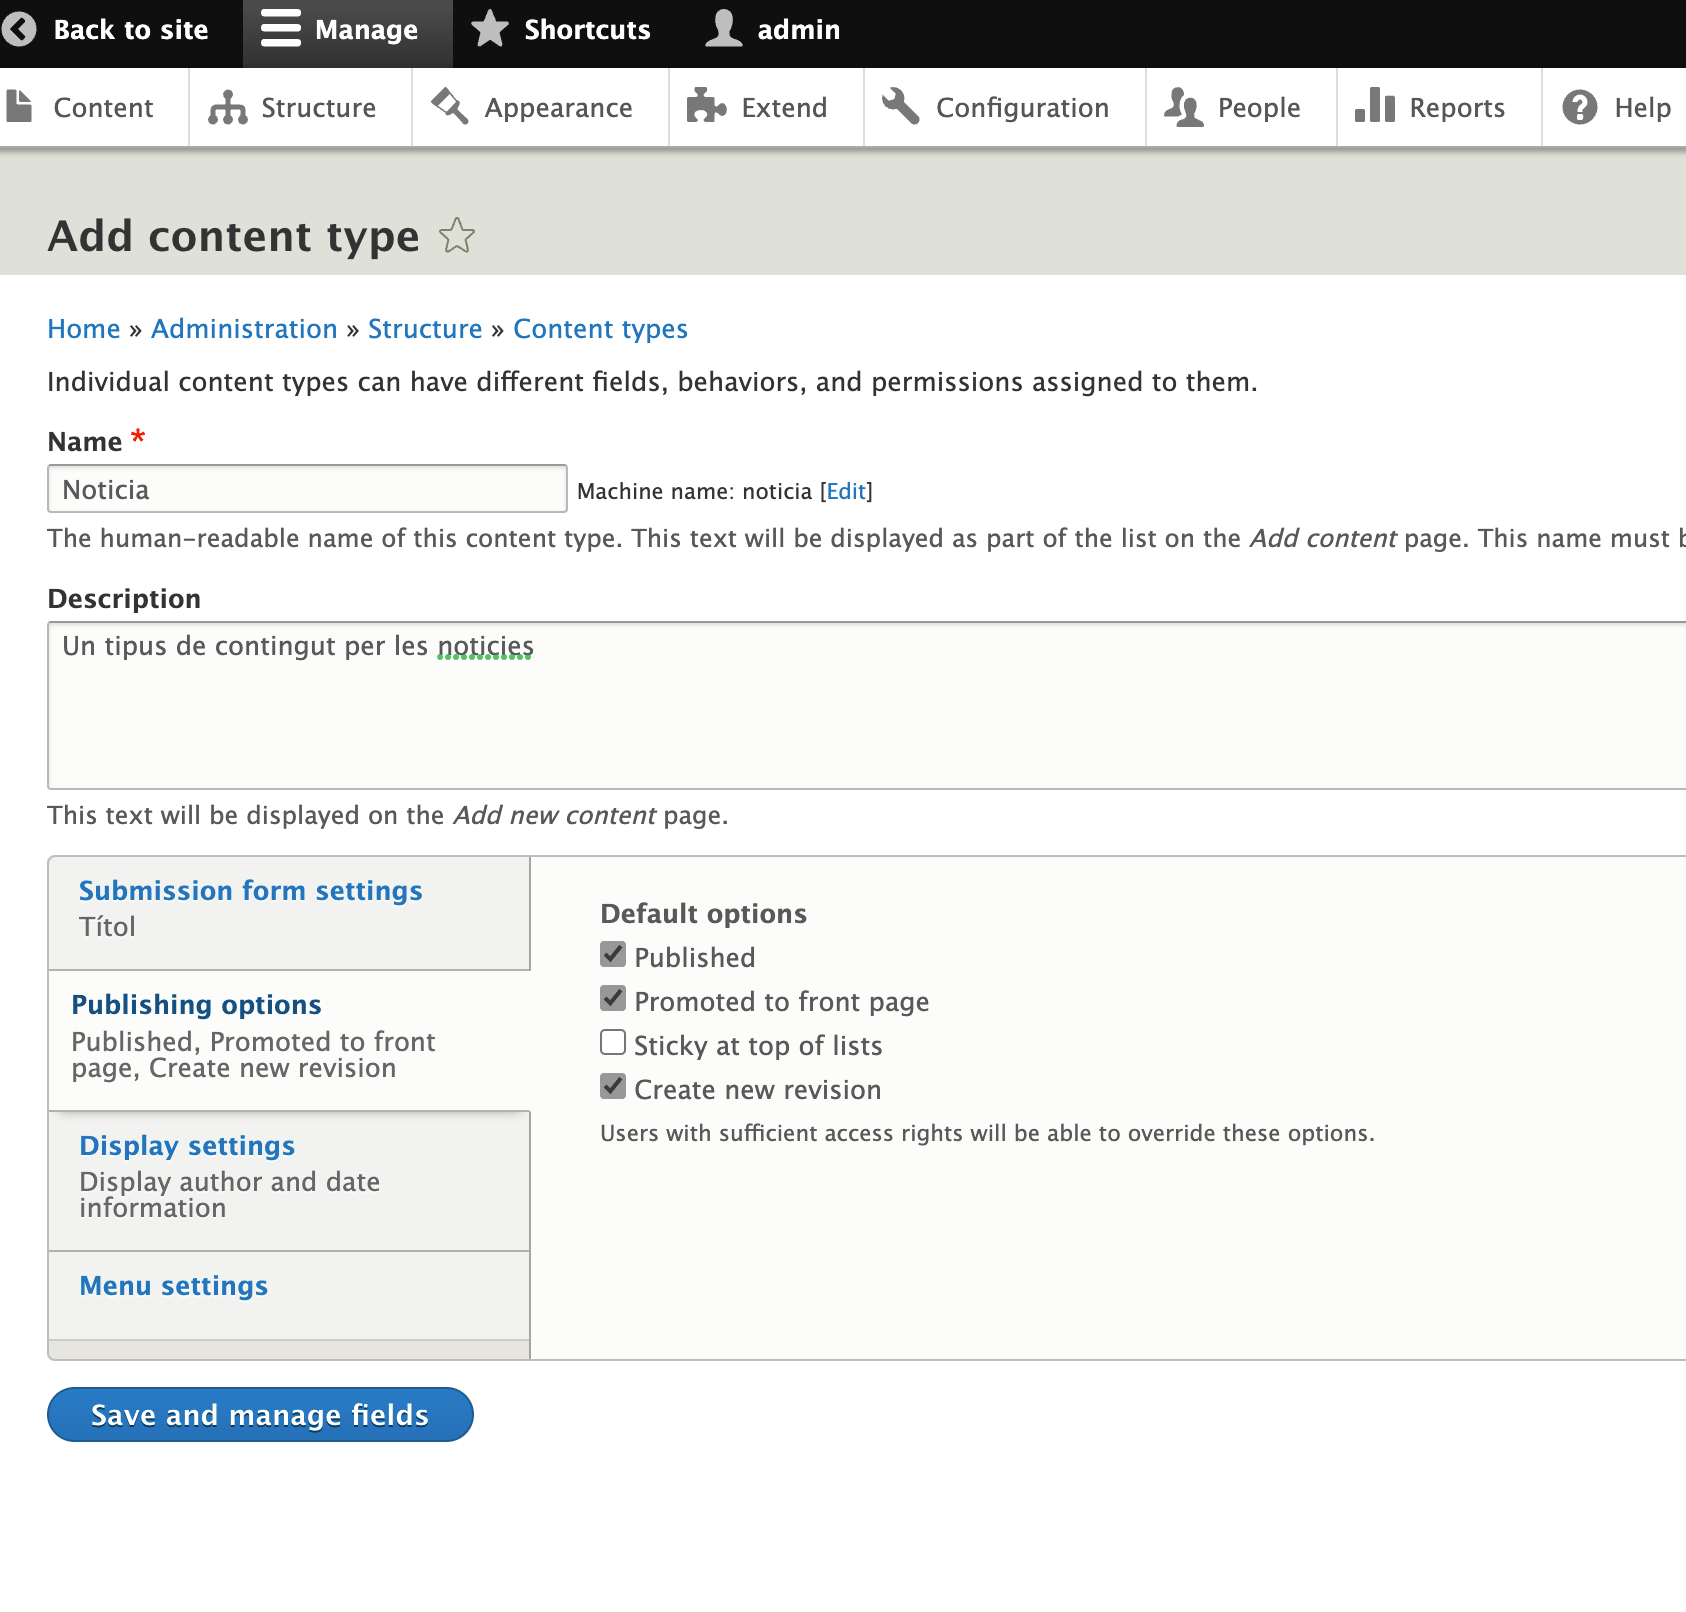 Back to site Manage Shortcuts admin
Content Structure Appearance Extend Configuration People Reports Help
Add content type
Home » Administration » Structure » Content types
Individual content types can have different fields, behaviors, and permissions assigned to them.
Name *
Noticia Machine name: noticia [Edit]
The human-readable name of this content type. This text will be displayed as part of the list on the Add content page. This name must
Description
Un tipus de contingut per les noticies
This text will be displayed on the Add new content page.
Submission form settings
Títol
Publishing options
Published, Promoted to front
page, Create new revision
Display settings
Display author and date
information
Menu settings
Default options
Published
Promoted to front page
Sticky at top of lists
Create new revision
Users with sufficient access rights will be able to override these options.
Save and manage fields